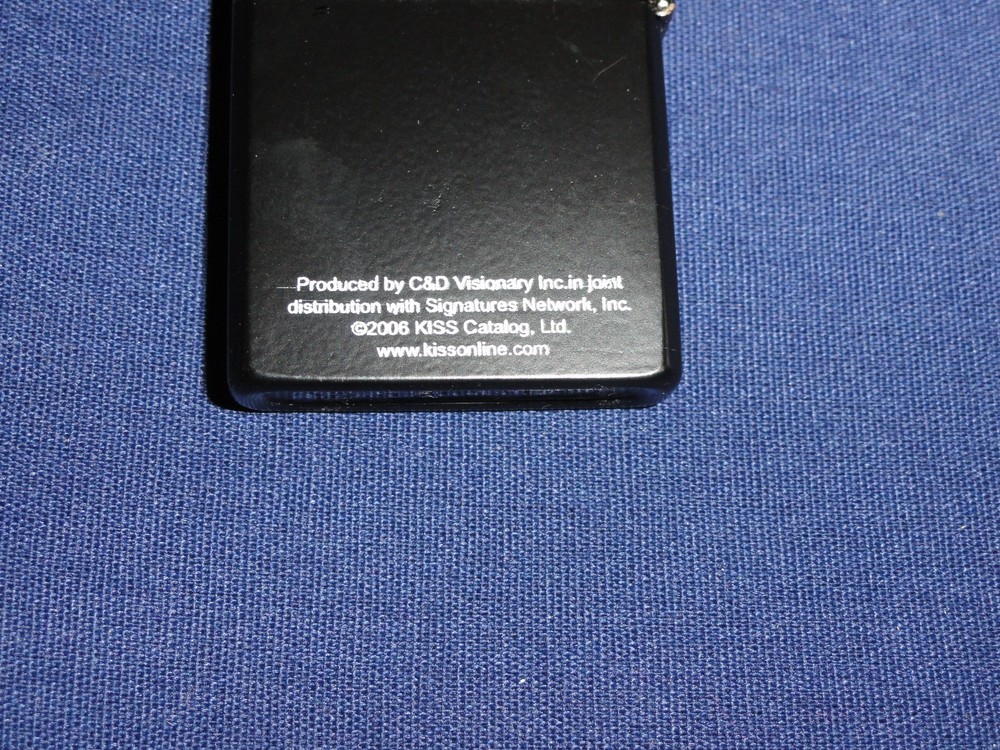 Produced by C&D Visionary Inc.in joint
distribution with Signatures Network, Inc.
©2006 KISS Catalog, Ltd.
www.kissonline.com